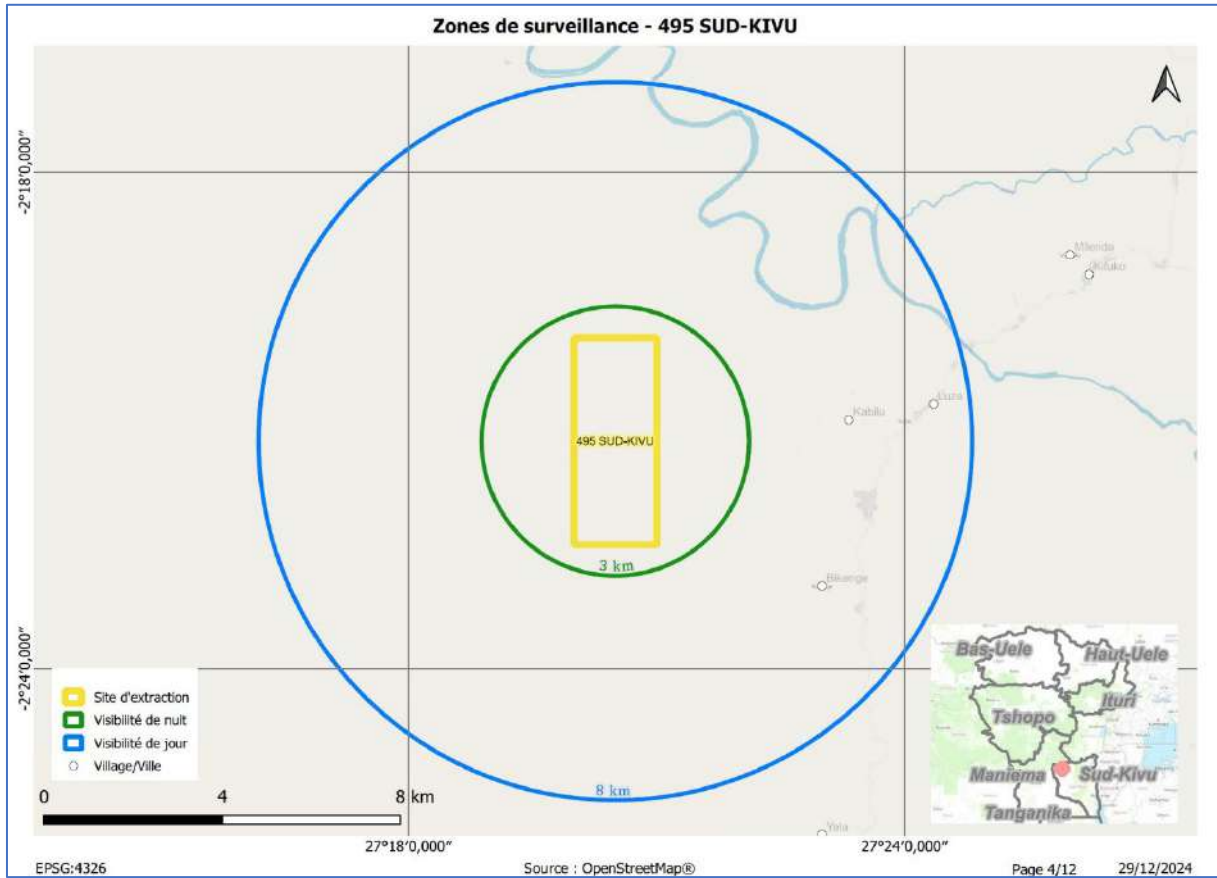 Zones de surveillance - 495 SUD-KIVU
-2°18'0,000"
Milenda
Kifuko
Luza
Kabilu
495 SUD-KIVU
3 km
Bikenge
-2°24'0,000"
Bas-Uele
Haut-Uele
Ituri
Tshopo
Maniema
Sud-Kivu
Tanganika
Site d'extraction
Visibilité de nuit
Visibilité de jour
Village/Ville
0 4 8 km
8 km
27°18'0,000"
27°24'0,000"
EPSG:4326
Source : OpenStreetMap®
Page 4/12
29/12/2024